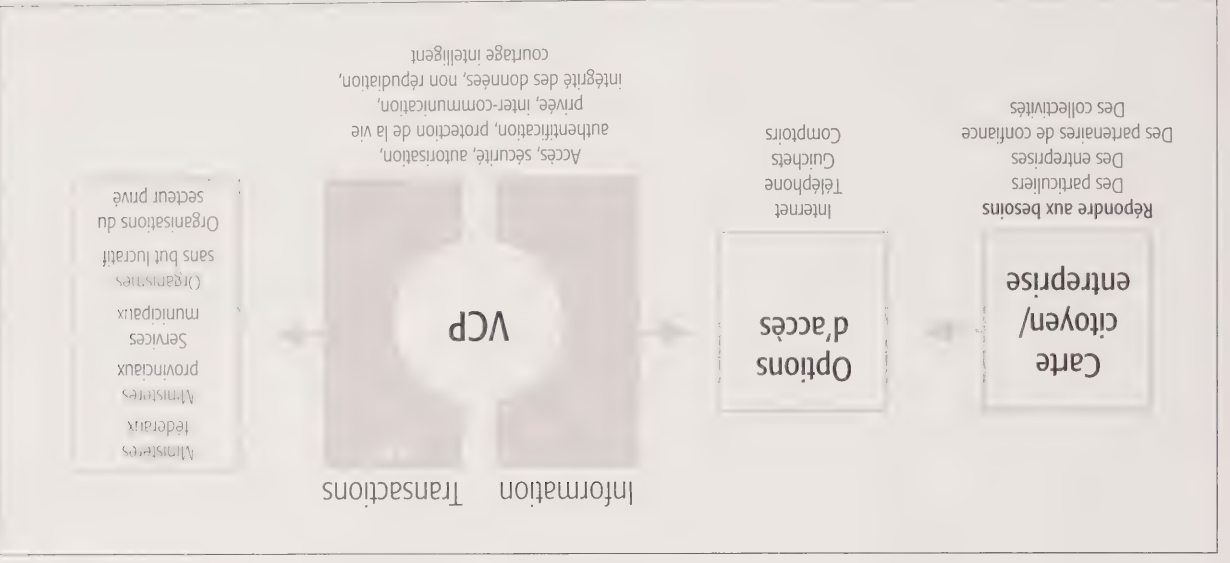 Information
Transactions
Carte
citoyen/
entreprise
Répondre aux besoins
Des particuliers
Des entreprises
Des partenaires de confiance
Des collectivités
Options
d'accès
Internet
Téléphone
Guichets
Comptoirs
VCP
Accès, sécurité, autorisation,
authentification, protection de la vie
privée, inter-communication,
intégrité des données, non répudiation,
courtage intelligent
Ministères
fédéraux
Ministères
provinciaux
Services
municipaux
Organismes
sans but lucratif
Organisations du
secteur privé